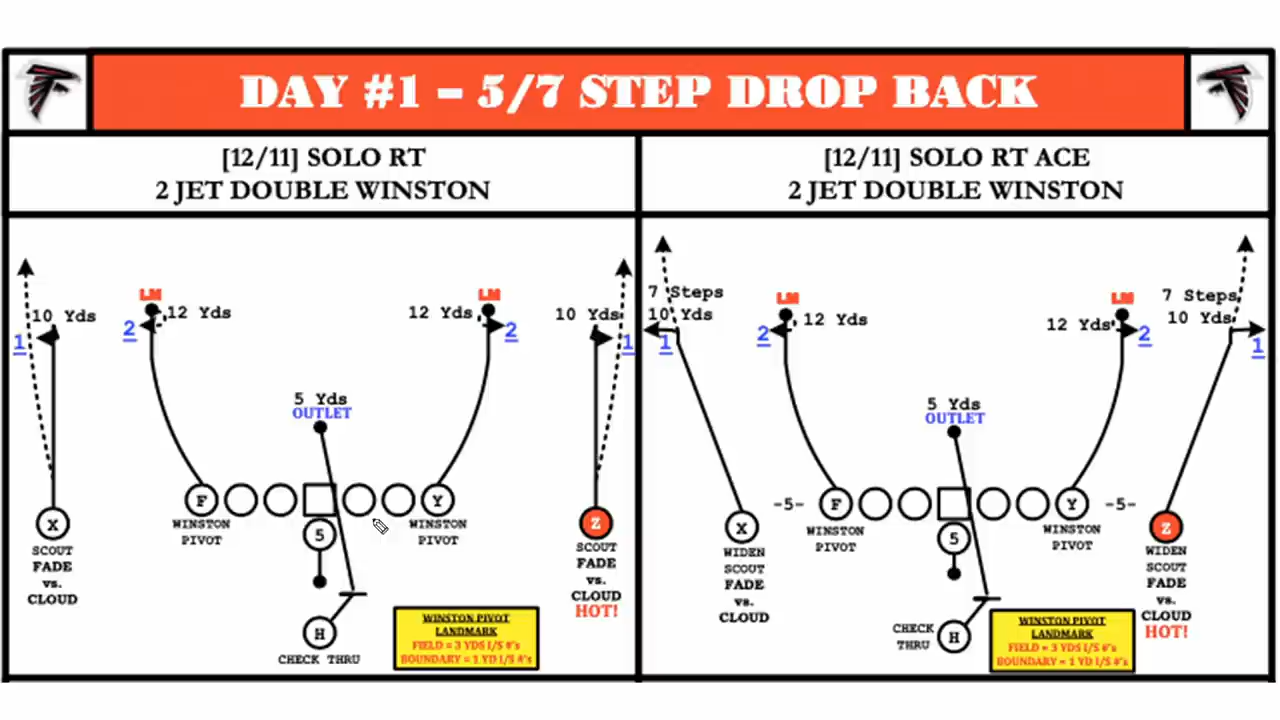 DAY #1 – 5/7 STEP DROP BACK
[12/11] SOLO RT
2 JET DOUBLE WINSTON
LM
12 Yds
2
10 Yds
1
LM
12 Yds
2
10 Yds
1
5 Yds
OUTLET
X
SCOUT
FADE
vs.
CLOUD
F
WINSTON
PIVOT
5
Y
WINSTON
PIVOT
Z
SCOUT
FADE
vs.
CLOUD
HOT!
H
CHECK THRU
WINSTON PIVOT
LANDMARK
FIELD = 3 YDS I/S #'s
BOUNDARY = 1 YD I/S #'s
[12/11] SOLO RT ACE
2 JET DOUBLE WINSTON
7 Steps
10 Yds
1
LM
12 Yds
2
LM
12 Yds
2
7 Steps
10 Yds
1
5 Yds
OUTLET
X
WIDEN
SCOUT
FADE
vs.
CLOUD
-5-
F
WINSTON
PIVOT
5
Y
WINSTON
PIVOT
-5-
Z
WIDEN
SCOUT
FADE
vs.
CLOUD
HOT!
CHECK
THRU
H
WINSTON PIVOT
LANDMARK
FIELD = 3 YDS I/S #'s
BOUNDARY = 1 YD I/S #'s